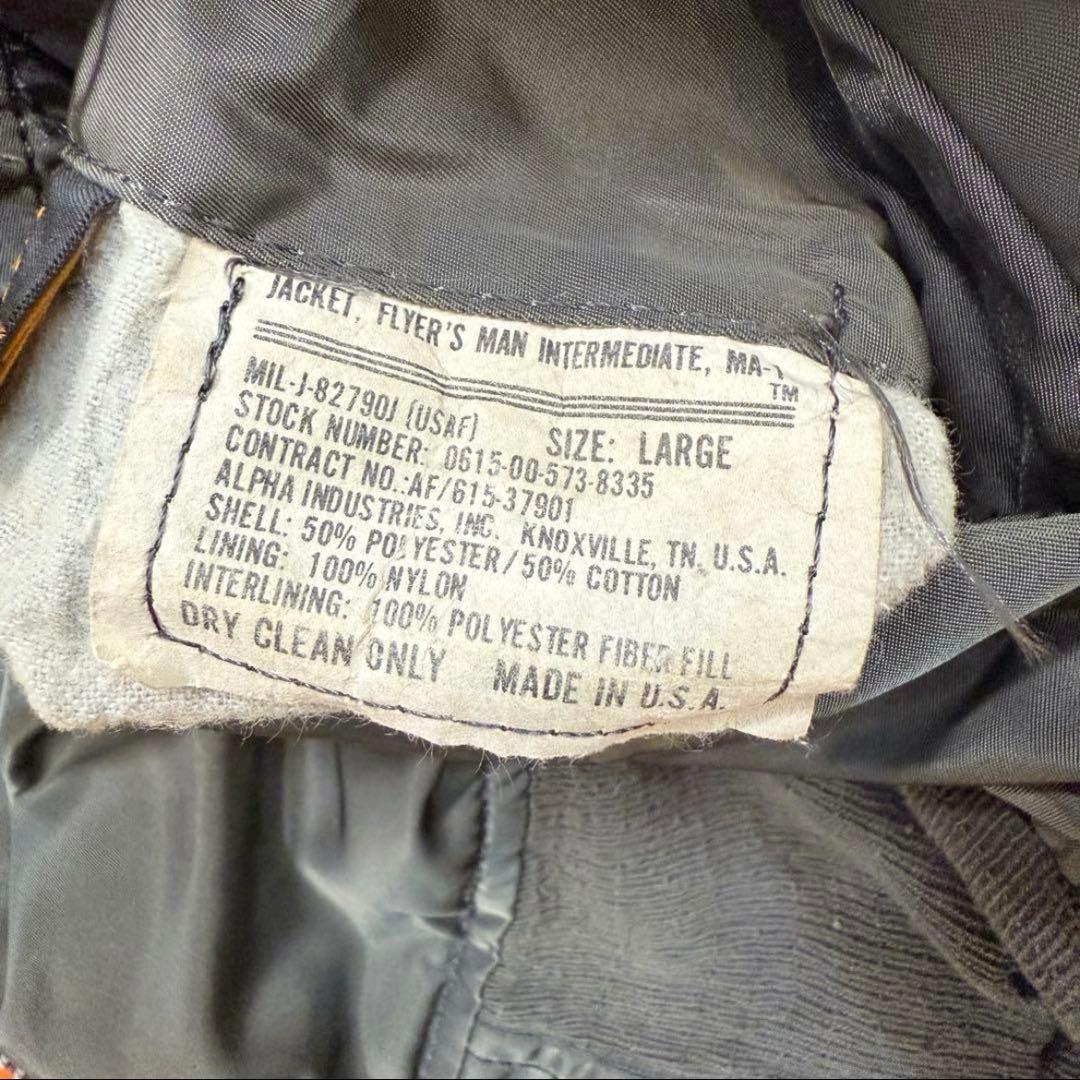 JACKET, FLYER'S MAN INTERMEDIATE, MA-1
TM
MIL-J-82790J (USAF) SIZE: LARGE
STOCK NUMBER: 0615-00-573-8335
CONTRACT NO.:AF/615-37901
ALPHA INDUSTRIES, INC. KNOXVILLE, TN. U.S.A.
SHELL: 50% POLYESTER/50% COTTON
LINING: 100% NYLON
INTERLINING: 100% POLYESTER FIBER FILL
DRY CLEAN ONLY MADE IN U.S.A.